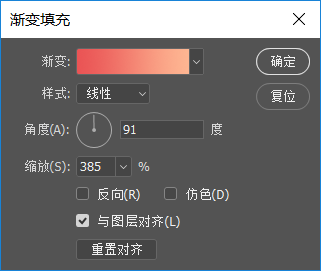 渐变填充
渐变: 确定
样式: 线性 复位
角度(A): 91 度
缩放(S): 385 %
反向(R) 仿色(D)
与图层对齐(L)
重置对齐